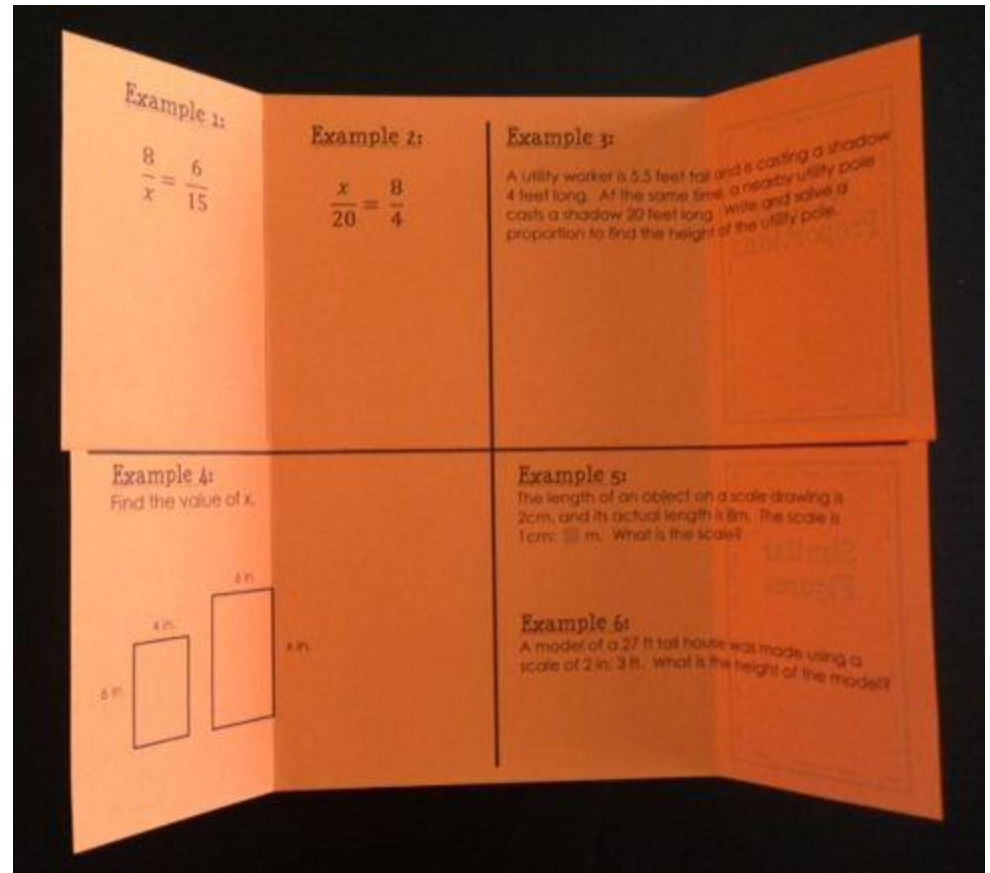 Example 1:
8/x = 6/15
Example 2:
x/20 = 8/4
Example 3:
A utility worker is 5.5 feet tall and is casting a shadow
4 feet long. At the same time, a nearby utility pole
casts a shadow 20 feet long. Write and solve a
proportion to find the height of the utility pole.
Proportion
Example 4:
Find the value of x.
4 in.
6 in.
6 in.
x in.
Example 5:
The length of an object on a scale drawing is
2cm, and its actual length is 8m. The scale is
1cm: m. What is the scale?
Similar
Figures
Example 6:
A model of a 27 ft tall house was made using a
scale of 2 in: 3 ft. What is the height of the model?